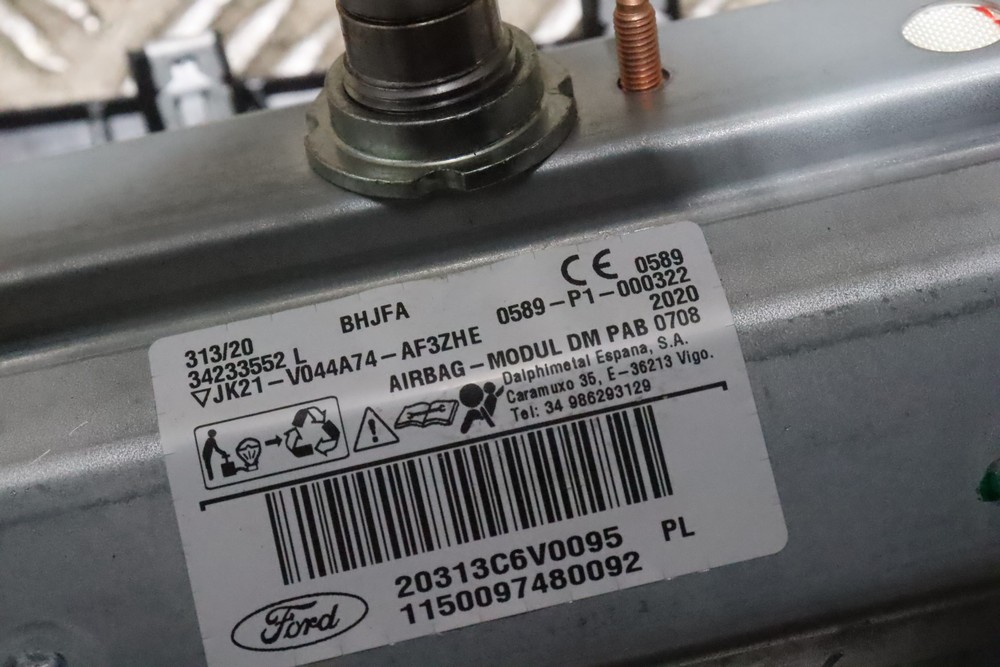 BHJFA
CE 0589
313/20
0589-P1-000322
34233552 L
2020
▽JK21-V044A74-AF3ZHE
AIRBAG-MODUL DM PAB 0708
Dalphimetal Espana, S.A.
Caramuxo 35, E-36213 Vigo.
Tel: 34 986293129
20313C6V0095 PL
1150097480092
Ford